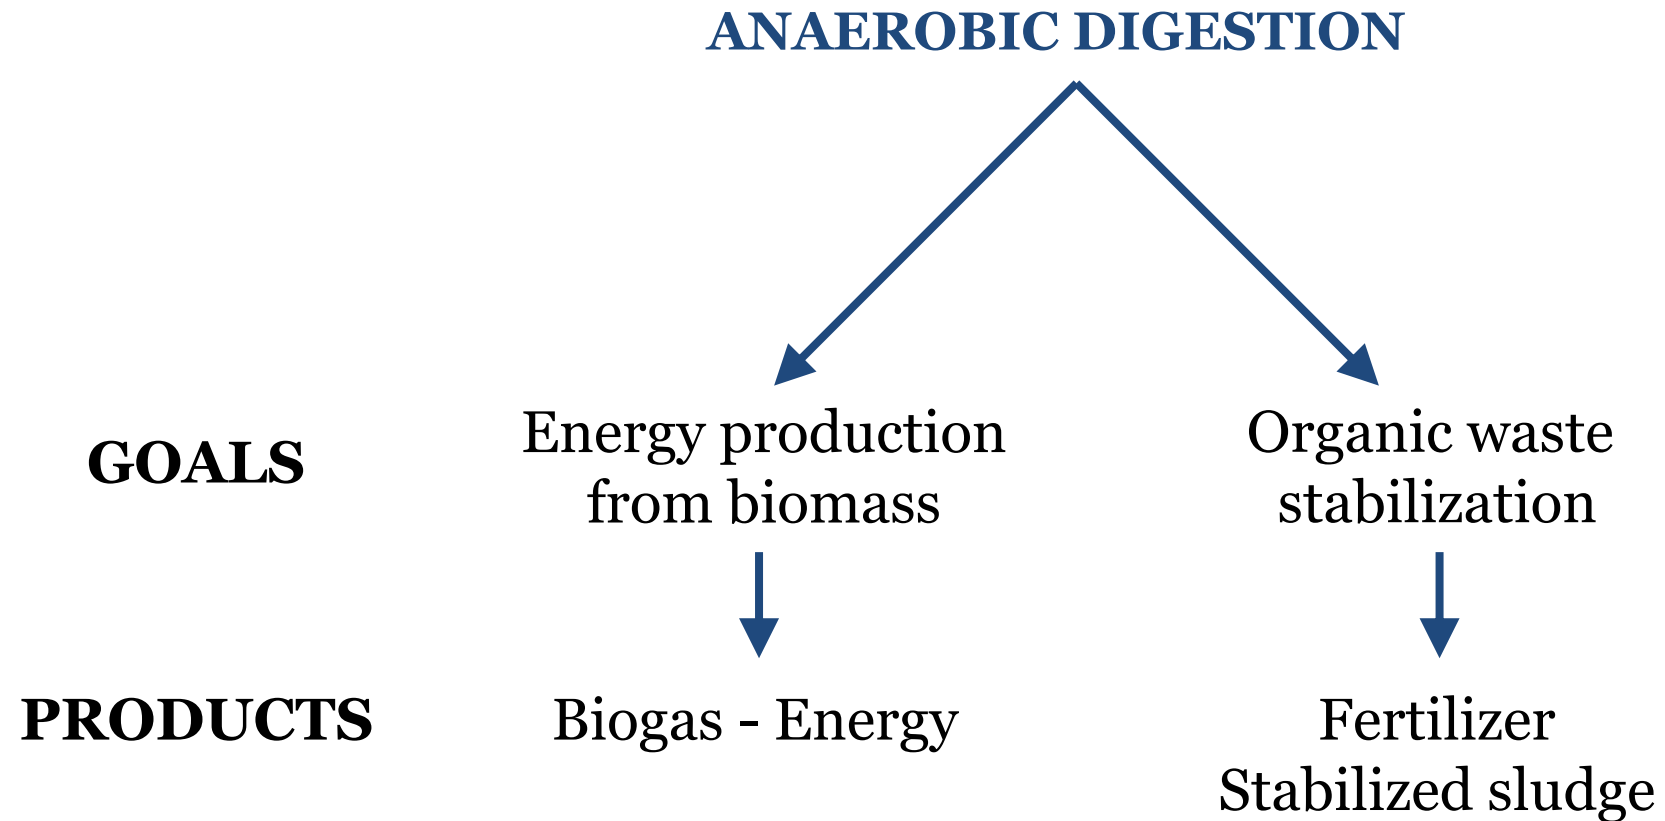 ANAEROBIC DIGESTION
GOALS
Energy production
from biomass
Organic waste
stabilization
PRODUCTS
Biogas - Energy
Fertilizer
Stabilized sludge